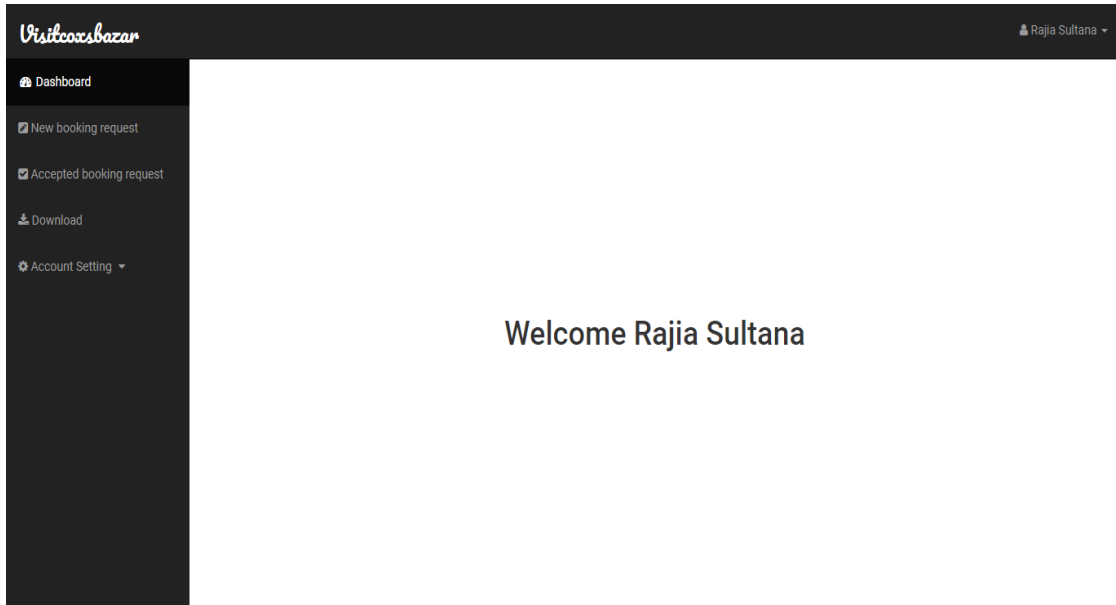 Visitcoxsbazar
Rajia Sultana
Dashboard
New booking request
Accepted booking request
Download
Account Setting
Welcome Rajia Sultana